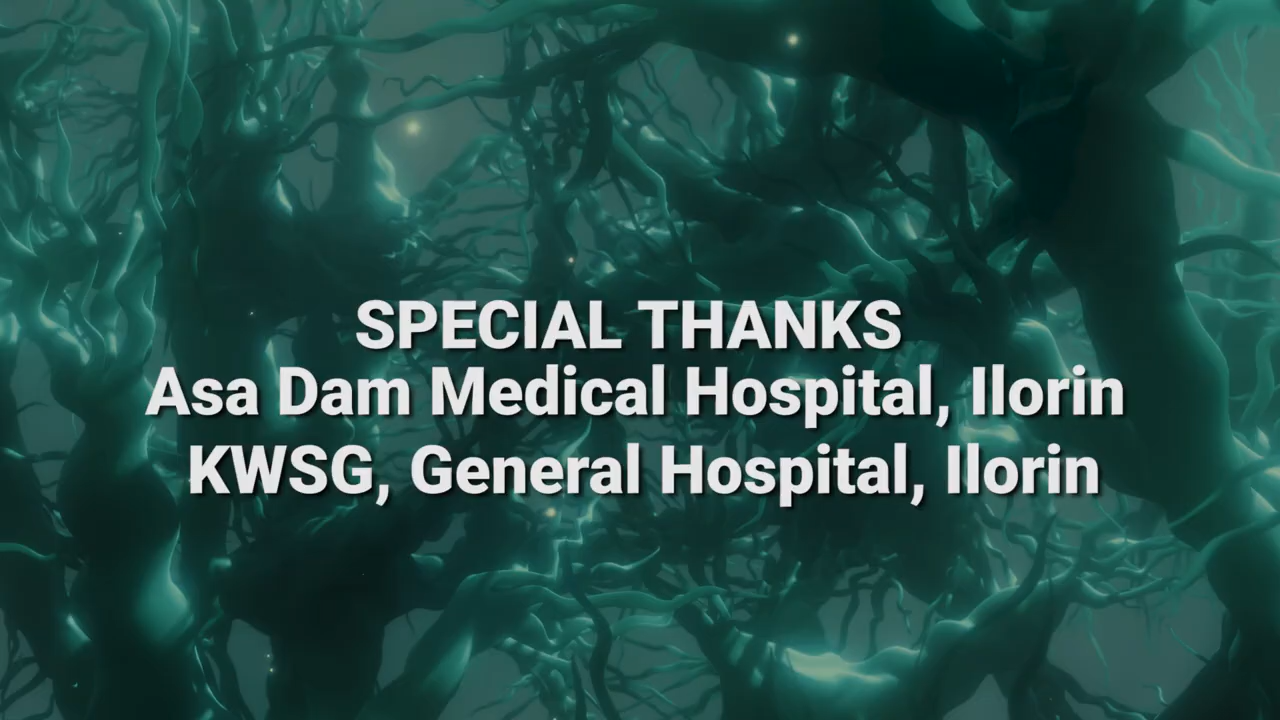 SPECIAL THANKS
Asa Dam Medical Hospital, Ilorin
KWSG, General Hospital, Ilorin